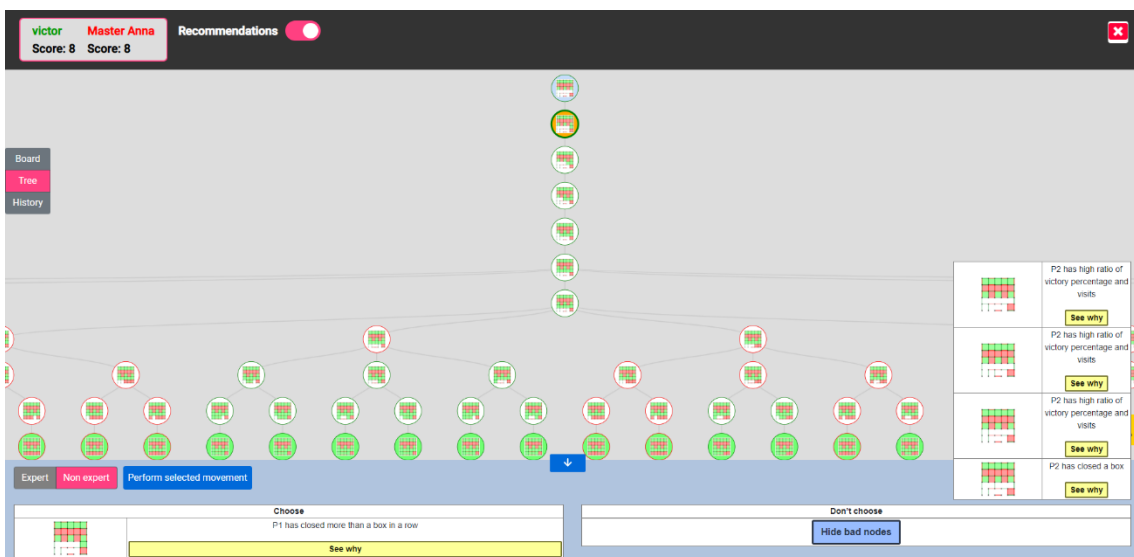 victor Master Anna Recommendations
Score: 8 Score: 8
Board
Tree
History
P2 has high ratio of
victory percentage and
visits
See why
P2 has high ratio of
victory percentage and
visits
See why
P2 has high ratio of
victory percentage and
visits
See why
P2 has closed a box
See why
Expert Non expert Perform selected movement
Choose
P1 has closed more than a box in a row
See why
Don't choose
Hide bad nodes